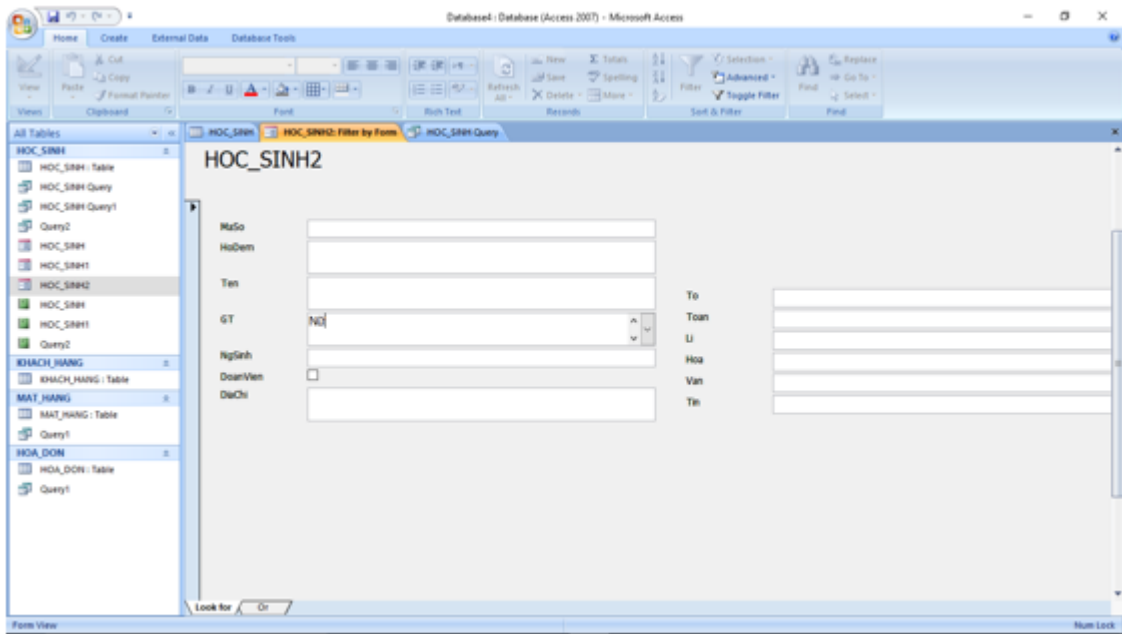 Database4 : Database (Access 2007) - Microsoft Access
Home Create External Data Database Tools
View
Paste
Cut
Copy
Format Painter
Refresh All
New
Save
Delete
Totals
Spelling
More
Filter
Selection
Advanced
Toggle Filter
Find
Replace
Go To
Select
Views Clipboard Font Rich Text Records Sort & Filter Find
All Tables
HOC_SINH HOC_SINH2: Filter by Form HOC_SINH Query
HOC_SINH
HOC_SINH : Table
HOC_SINH Query
HOC_SINH Query1
Query2
HOC_SINH
HOC_SINH1
HOC_SINH2
HOC_SINH
HOC_SINH1
Query2
KHACH_HANG
KHACH_HANG : Table
MAT_HANG
MAT_HANG : Table
Query1
HOA_DON
HOA_DON : Table
Query1
HOC_SINH2
MaSo
HoDem
Ten
GT
NgSinh
DoanVien
DiaChi
To
Toan
Li
Hoa
Van
Tin
Look for Or
Form View Num Lock